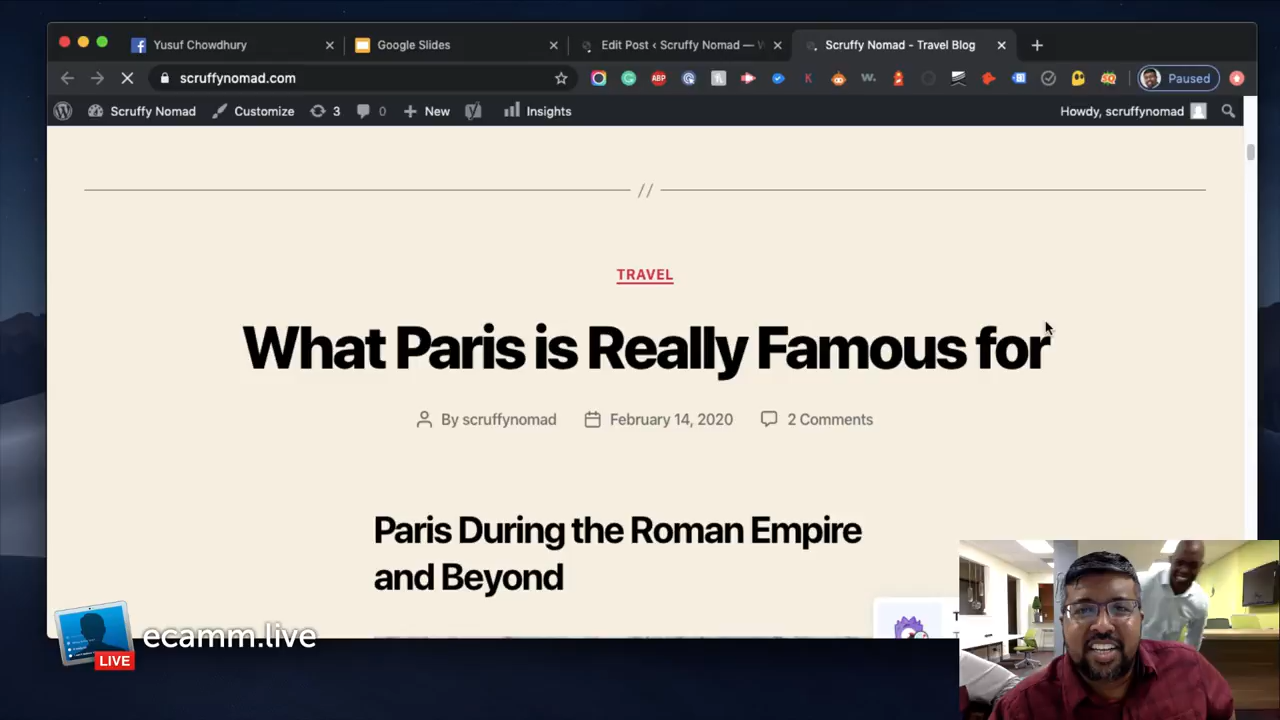 Yusuf Chowdhury
Google Slides
Edit Post ‹ Scruffy Nomad —
Scruffy Nomad - Travel Blog
scruffynomad.com
ABP
K
w.
Paused
Scruffy Nomad
Customize
3
0
New
Insights
Howdy, scruffynomad
//
TRAVEL
What Paris is Really Famous for
By scruffynomad
February 14, 2020
2 Comments
Paris During the Roman Empire
and Beyond
LIVE
ecamm.live